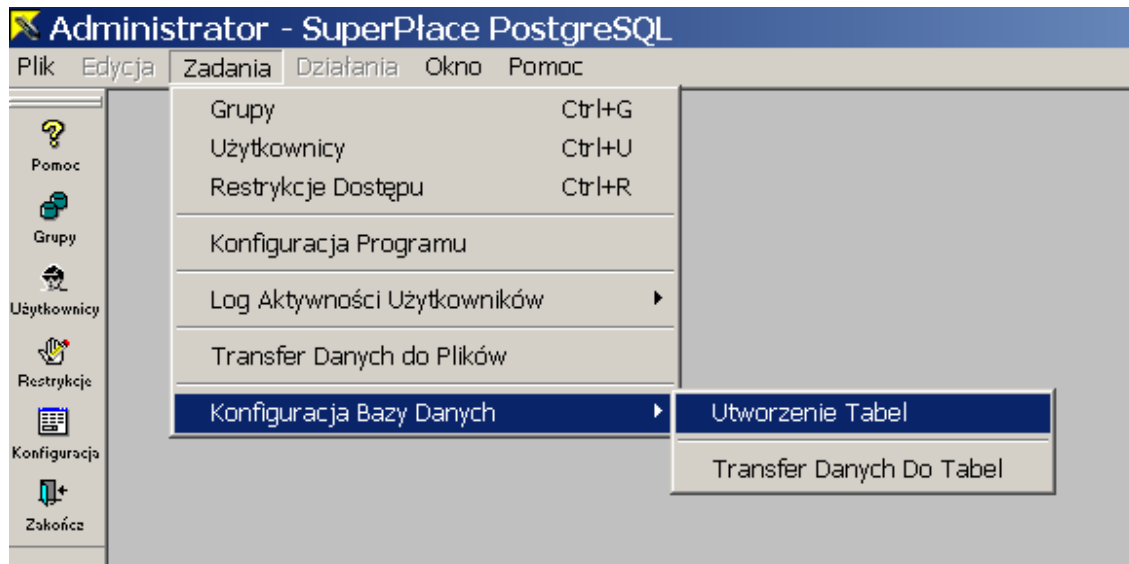 Administrator - SuperPłace PostgreSQL
Plik Edycja Zadania Działania Okno Pomoc
Grupy Ctrl+G
Użytkownicy Ctrl+U
Restrykcje Dostępu Ctrl+R
Konfiguracja Programu
Log Aktywności Użytkowników
Transfer Danych do Plików
Konfiguracja Bazy Danych
Utworzenie Tabel
Transfer Danych Do Tabel
Pomoc
Grupy
Użytkownicy
Restrykcje
Konfiguracja
Zakończ